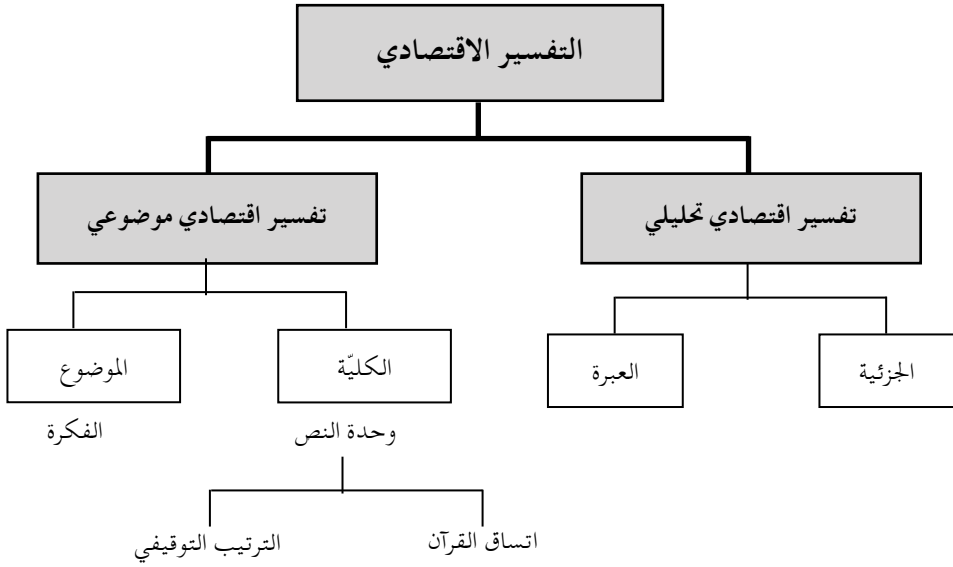 التفسير الاقتصادي
تفسير اقتصادي تحليلي
تفسير اقتصادي موضوعي
الجزئية
العبرة
الكليّة
الموضوع
وحدة النص
الفكرة
اتساق القرآن
الترتيب التوقيفي